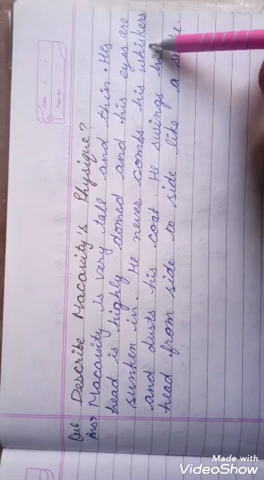 Que Describe Macavity's Physique?
Ans> Macavity is very tall and thin. His
head is highly domed and his eyes are
sunken in. He never combs his whiskers
and dusts his coat. He swings
head from side to side like a
Made with
VideoShow